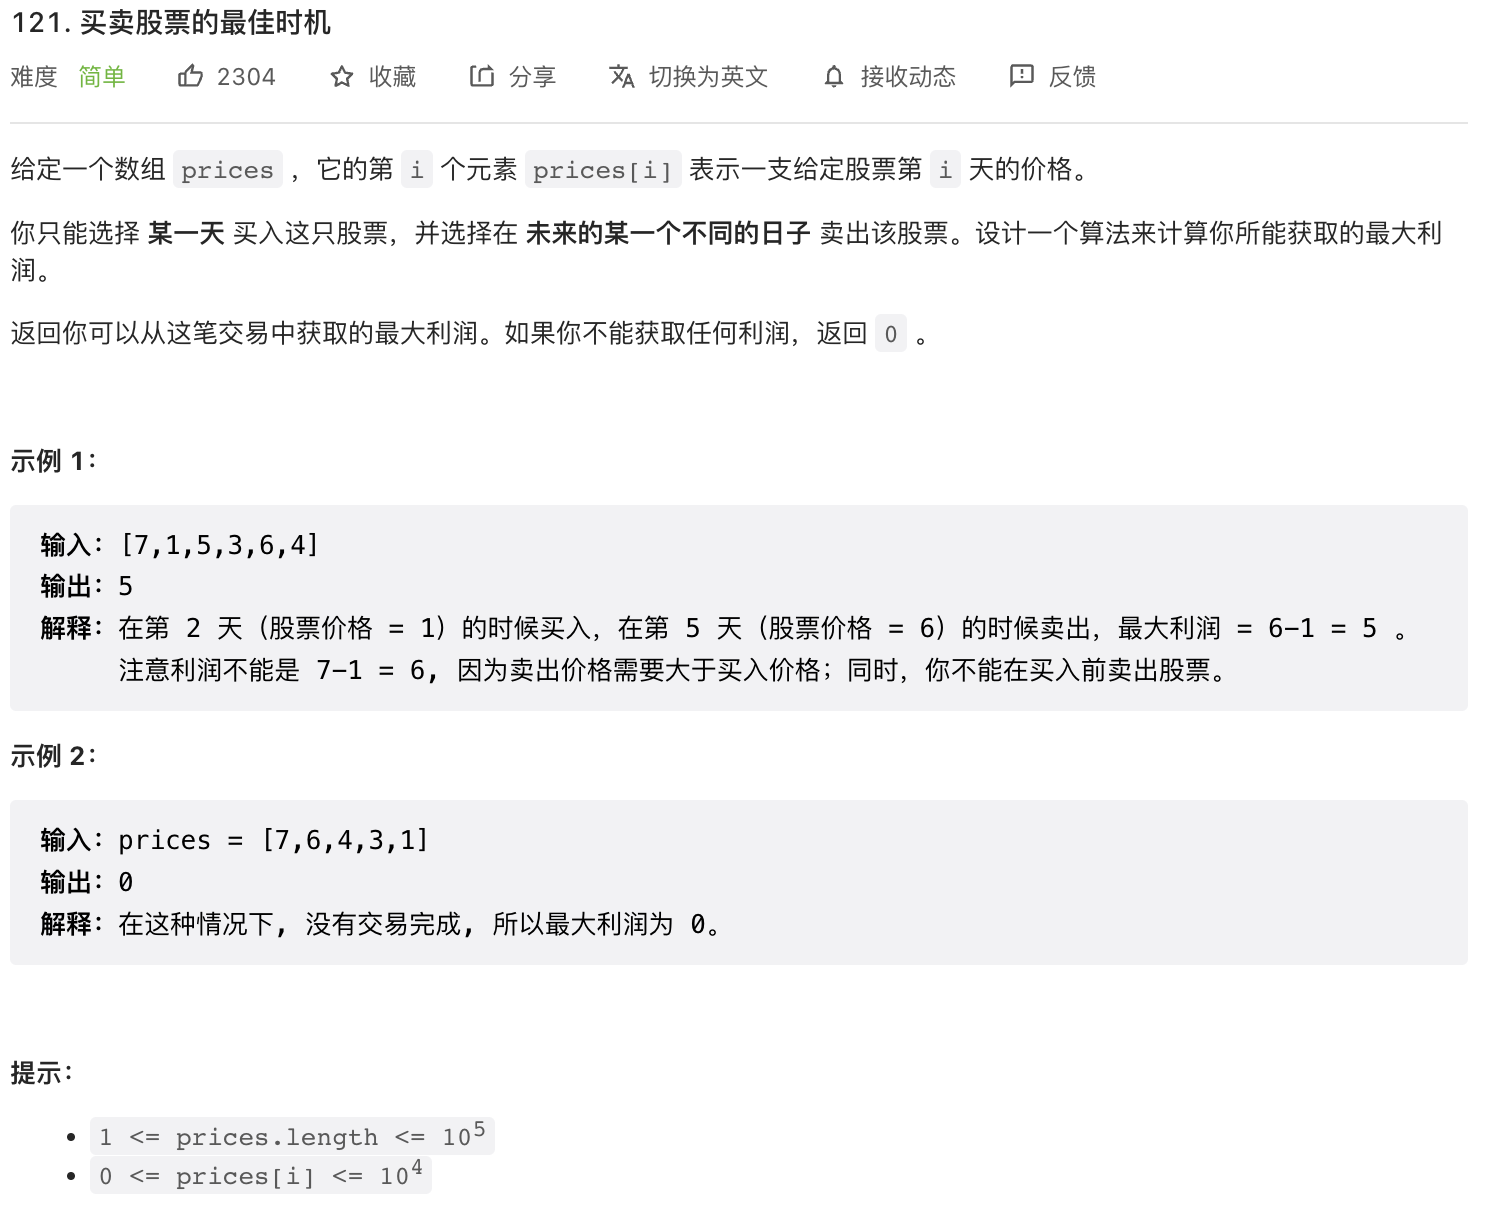 121. 买卖股票的最佳时机
难度 简单 2304 收藏 分享 切换为英文 接收动态 反馈
给定一个数组 prices ，它的第 i 个元素 prices[i] 表示一支给定股票第 i 天的价格。
你只能选择 某一天 买入这只股票，并选择在 未来的某一个不同的日子 卖出该股票。设计一个算法来计算你所能获取的最大利
润。
返回你可以从这笔交易中获取的最大利润。如果你不能获取任何利润，返回 0 。
示例 1：
输入：[7,1,5,3,6,4]
输出：5
解释：在第 2 天（股票价格 = 1）的时候买入，在第 5 天（股票价格 = 6）的时候卖出，最大利润 = 6-1 = 5 。
注意利润不能是 7-1 = 6, 因为卖出价格需要大于买入价格；同时，你不能在买入前卖出股票。
示例 2：
输入：prices = [7,6,4,3,1]
输出：0
解释：在这种情况下, 没有交易完成, 所以最大利润为 0。
提示：
• 1 <= prices.length <= 10⁵
• 0 <= prices[i] <= 10⁴